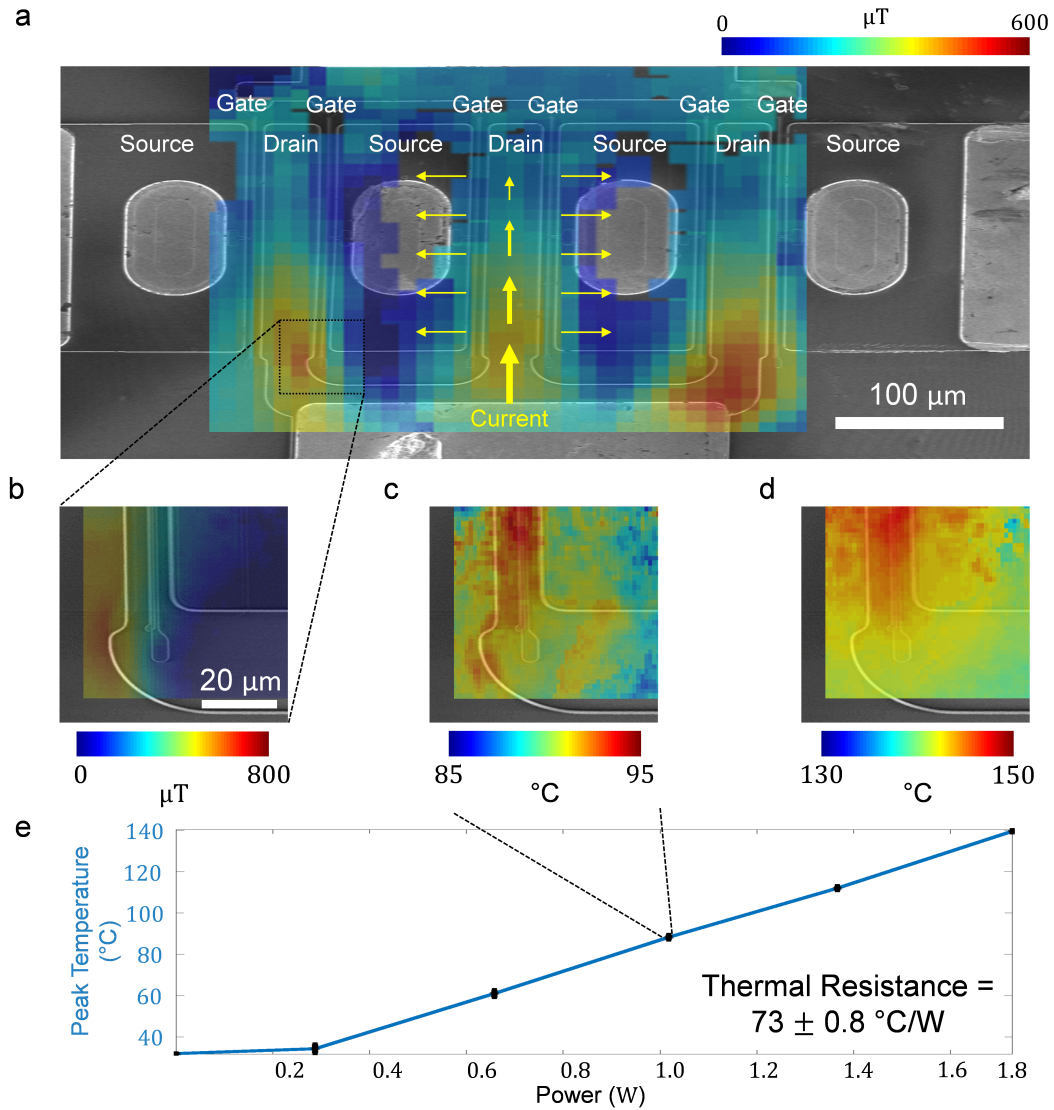 a
0 µT 600
Gate Gate Gate Gate Gate Gate
Source Drain Source Drain Source Drain Source
Current
100 µm
b
c
d
20 µm
0 800
µT
85 95
°C
130 150
°C
e
Peak Temperature
(°C)
140
120
100
80
60
40
Thermal Resistance =
73 ± 0.8 °C/W
0.2 0.4 0.6 0.8 1.0 1.2 1.4 1.6 1.8
Power (W)